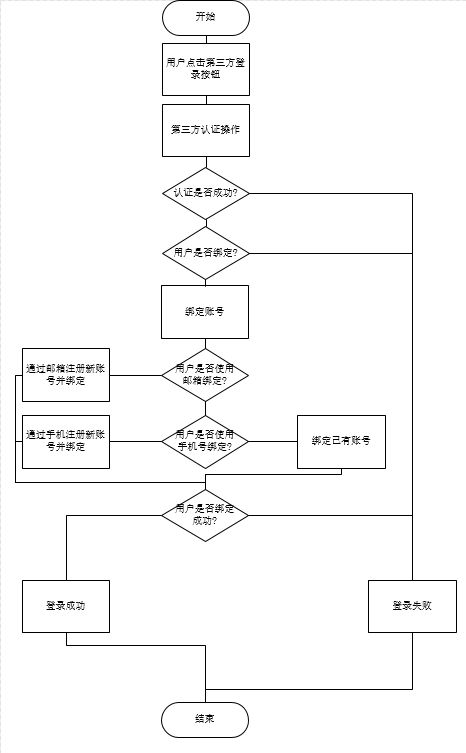 开始
用户点击第三方登
录按钮
第三方认证操作
认证是否成功?
用户是否绑定?
绑定账号
通过邮箱注册新账
号并绑定
用户是否使用
邮箱绑定?
通过手机注册新账
号并绑定
用户是否使用
手机号绑定?
绑定已有账号
用户是否绑定
成功?
登录成功
登录失败
结束